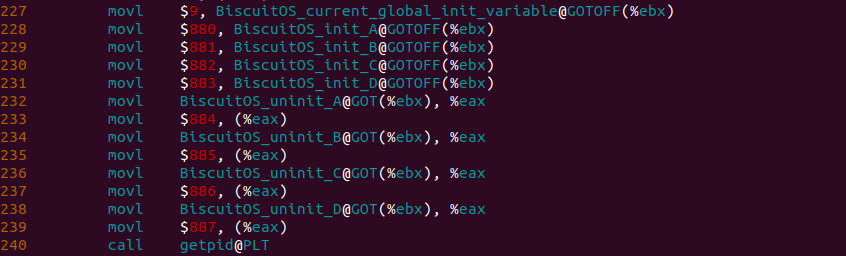 227 movl $9, BiscuitOS_current_global_init_variable@GOTOFF(%ebx)
228 movl $880, BiscuitOS_init_A@GOTOFF(%ebx)
229 movl $881, BiscuitOS_init_B@GOTOFF(%ebx)
230 movl $882, BiscuitOS_init_C@GOTOFF(%ebx)
231 movl $883, BiscuitOS_init_D@GOTOFF(%ebx)
232 movl BiscuitOS_uninit_A@GOT(%ebx), %eax
233 movl $884, (%eax)
234 movl BiscuitOS_uninit_B@GOT(%ebx), %eax
235 movl $885, (%eax)
236 movl BiscuitOS_uninit_C@GOT(%ebx), %eax
237 movl $886, (%eax)
238 movl BiscuitOS_uninit_D@GOT(%ebx), %eax
239 movl $887, (%eax)
240 call getpid@PLT